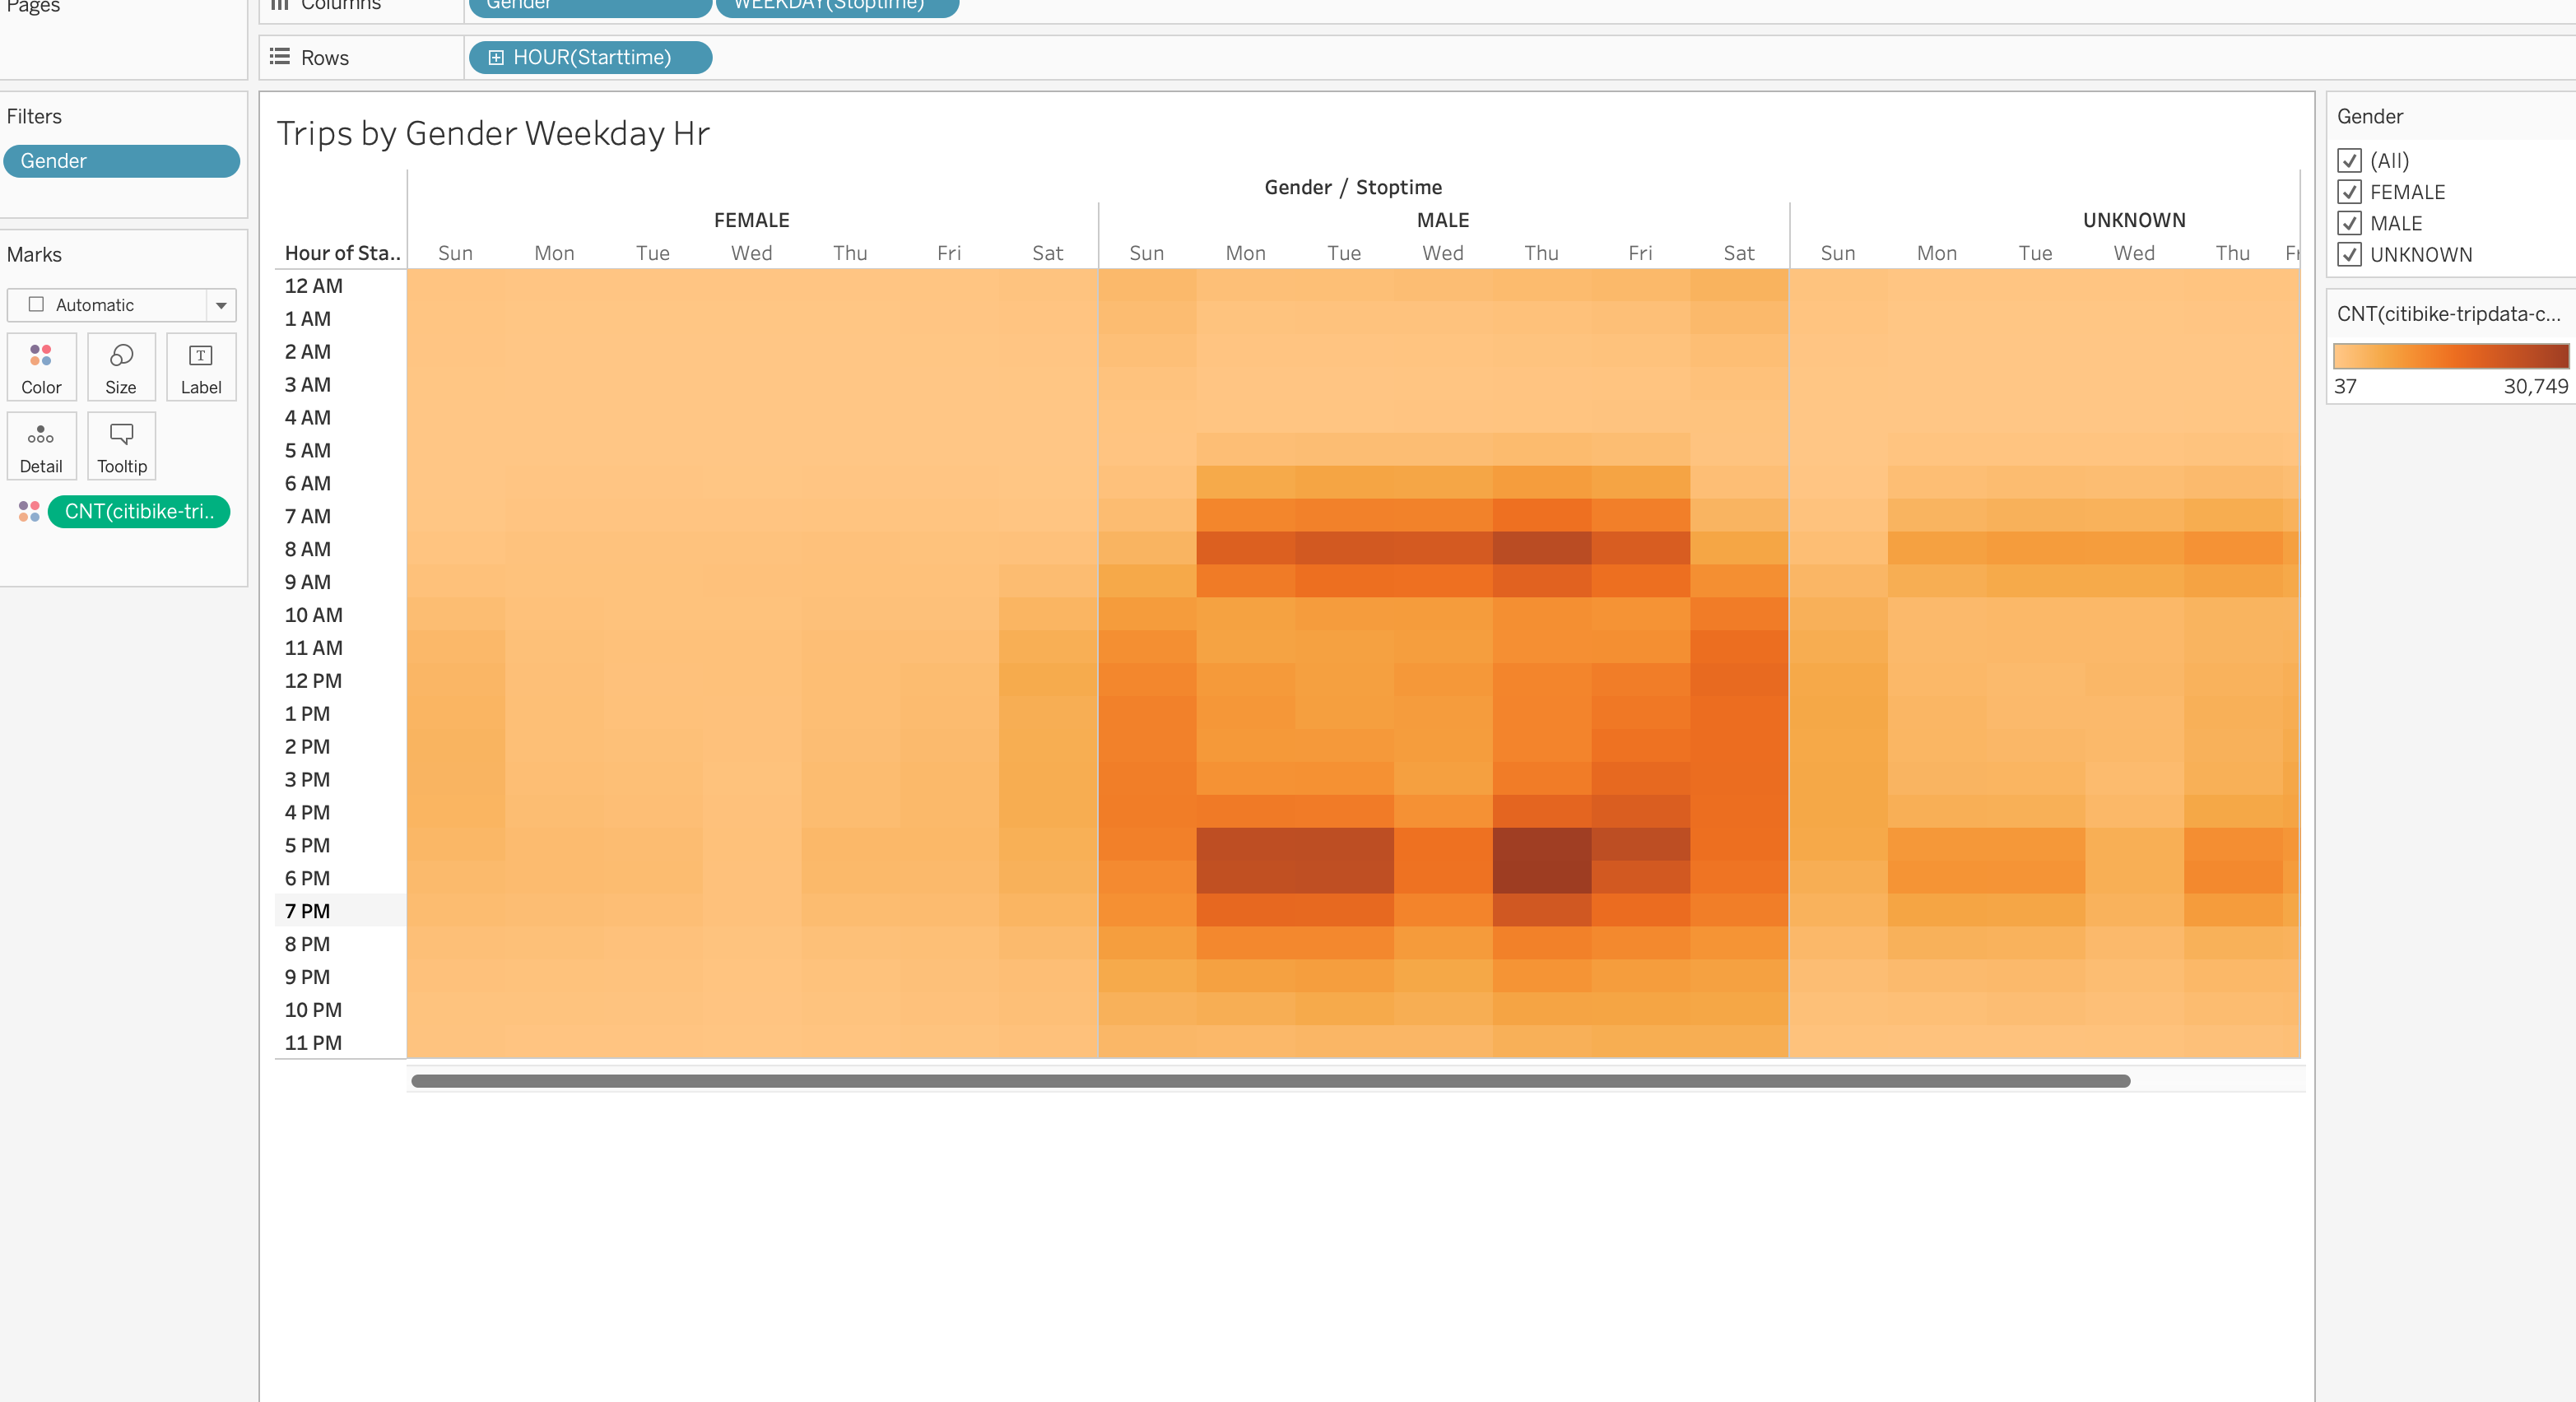 Pages
Columns
Gender
WEEKDAY(Stoptime)
Rows
HOUR(Starttime)
Filters
Gender
Marks
Automatic
Color
Size
Label
Detail
Tooltip
CNT(citibike-tri..
Trips by Gender Weekday Hr
Gender / Stoptime
FEMALE MALE UNKNOWN
Hour of Sta.. Sun Mon Tue Wed Thu Fri Sat Sun Mon Tue Wed Thu Fri Sat Sun Mon Tue Wed Thu Fr
12 AM
1 AM
2 AM
3 AM
4 AM
5 AM
6 AM
7 AM
8 AM
9 AM
10 AM
11 AM
12 PM
1 PM
2 PM
3 PM
4 PM
5 PM
6 PM
7 PM
8 PM
9 PM
10 PM
11 PM
Gender
(All)
FEMALE
MALE
UNKNOWN
CNT(citibike-tripdata-c...
37 30,749